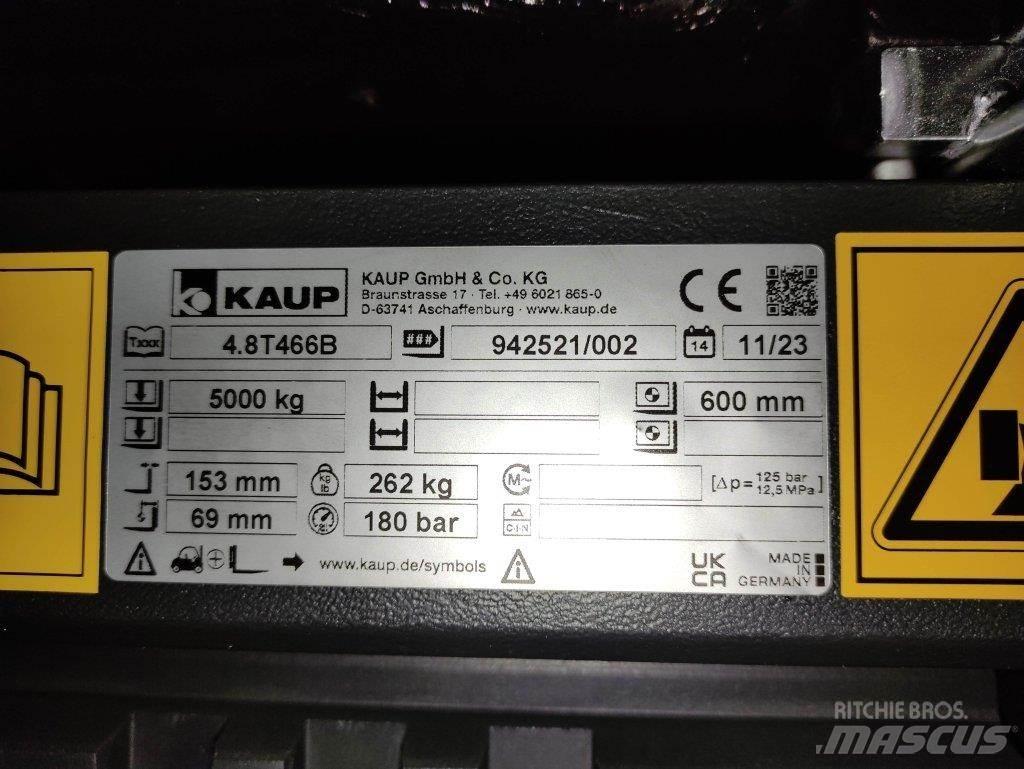 KAUP
KAUP GmbH & Co. KG
Braunstrasse 17 · Tel. +49 6021 865-0
D-63741 Aschaffenburg · www.kaup.de
CE
Txxx 4.8T466B ### 942521/002 14 11/23
5000 kg 600 mm
153 mm kg lb 262 kg M~ [Δp= 125 bar 12,5 MPa]
69 mm 180 bar C-I-N
www.kaup.de/symbols
UK CA
MADE
IN
GERMANY
RITCHIE BROS.
MASCUS